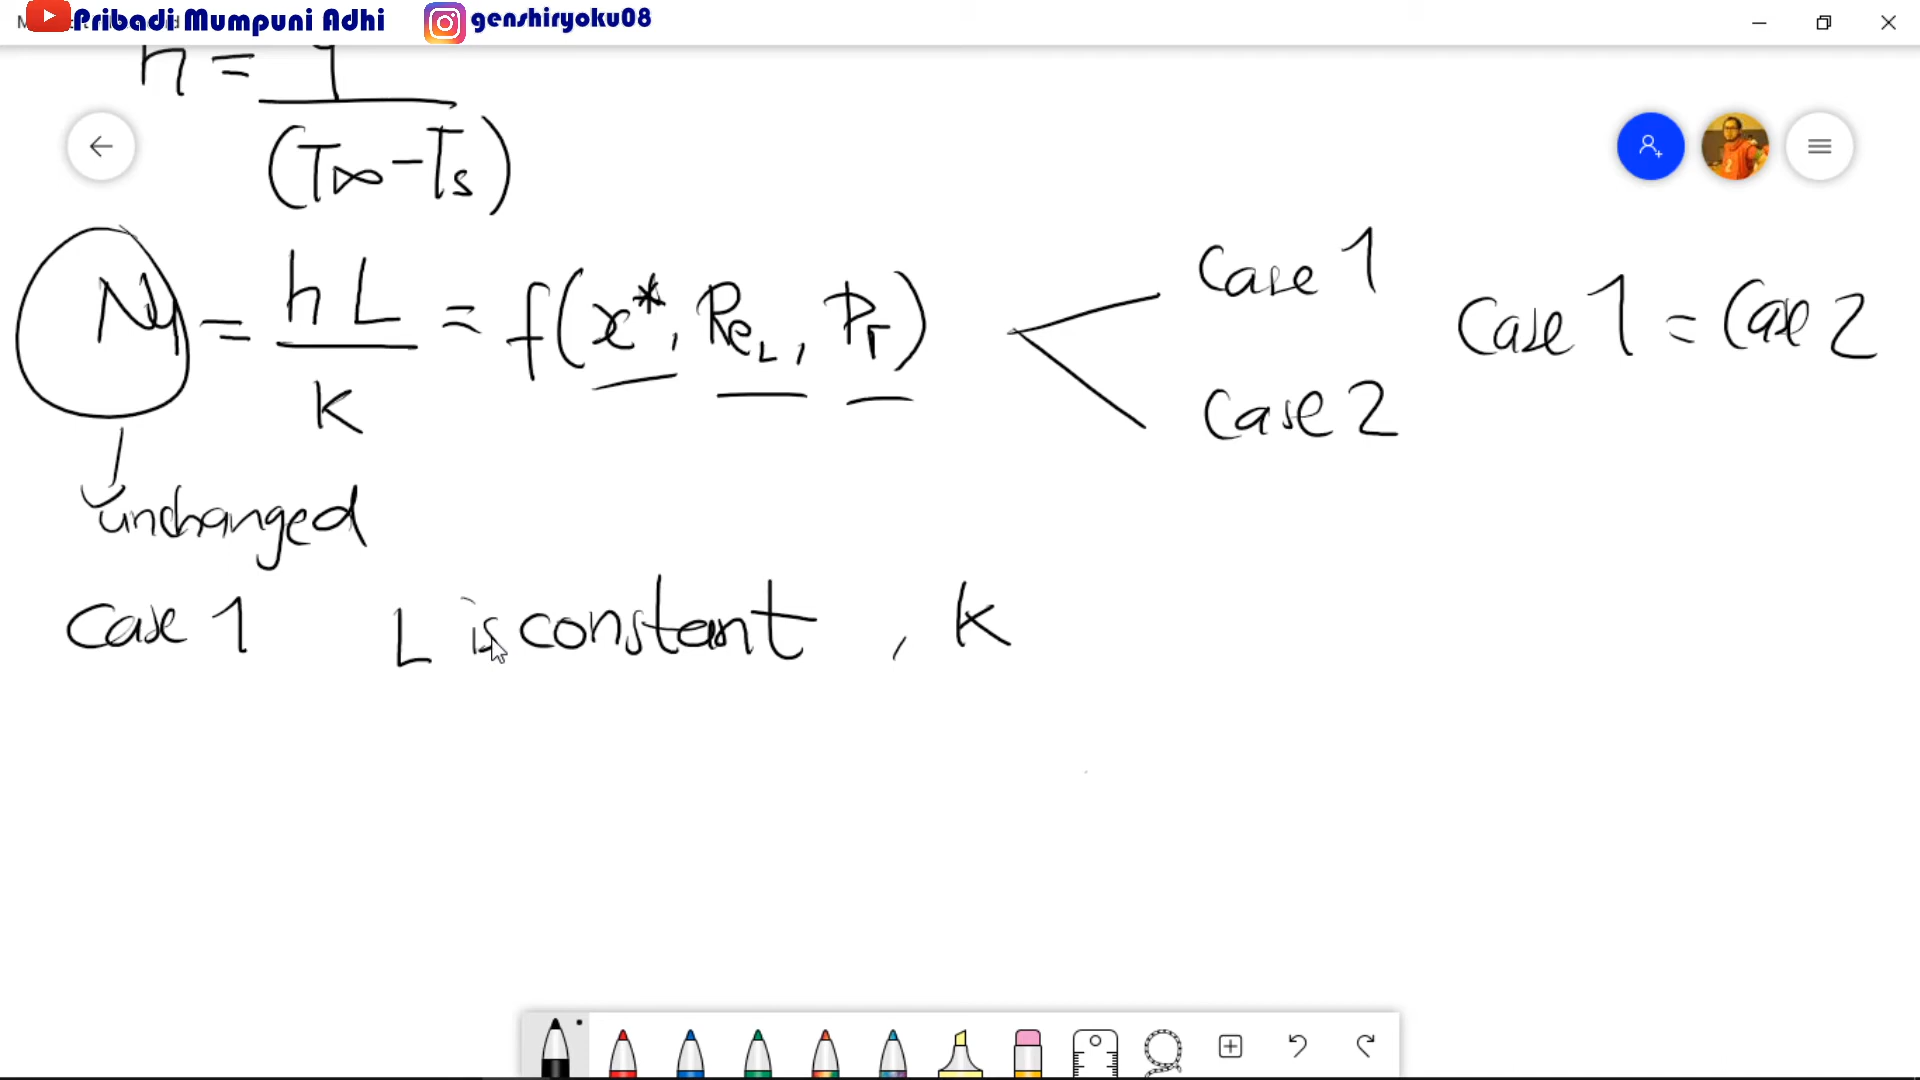 Pribadi Mumpuni Adhi genshiryoku08
h = q / (T∞ - Ts)
Nu = hL / k = f(x*, Re_L, Pr)
Case 1
Case 2
Case 1 = Case 2
unchanged
Case 1 L is constant , k